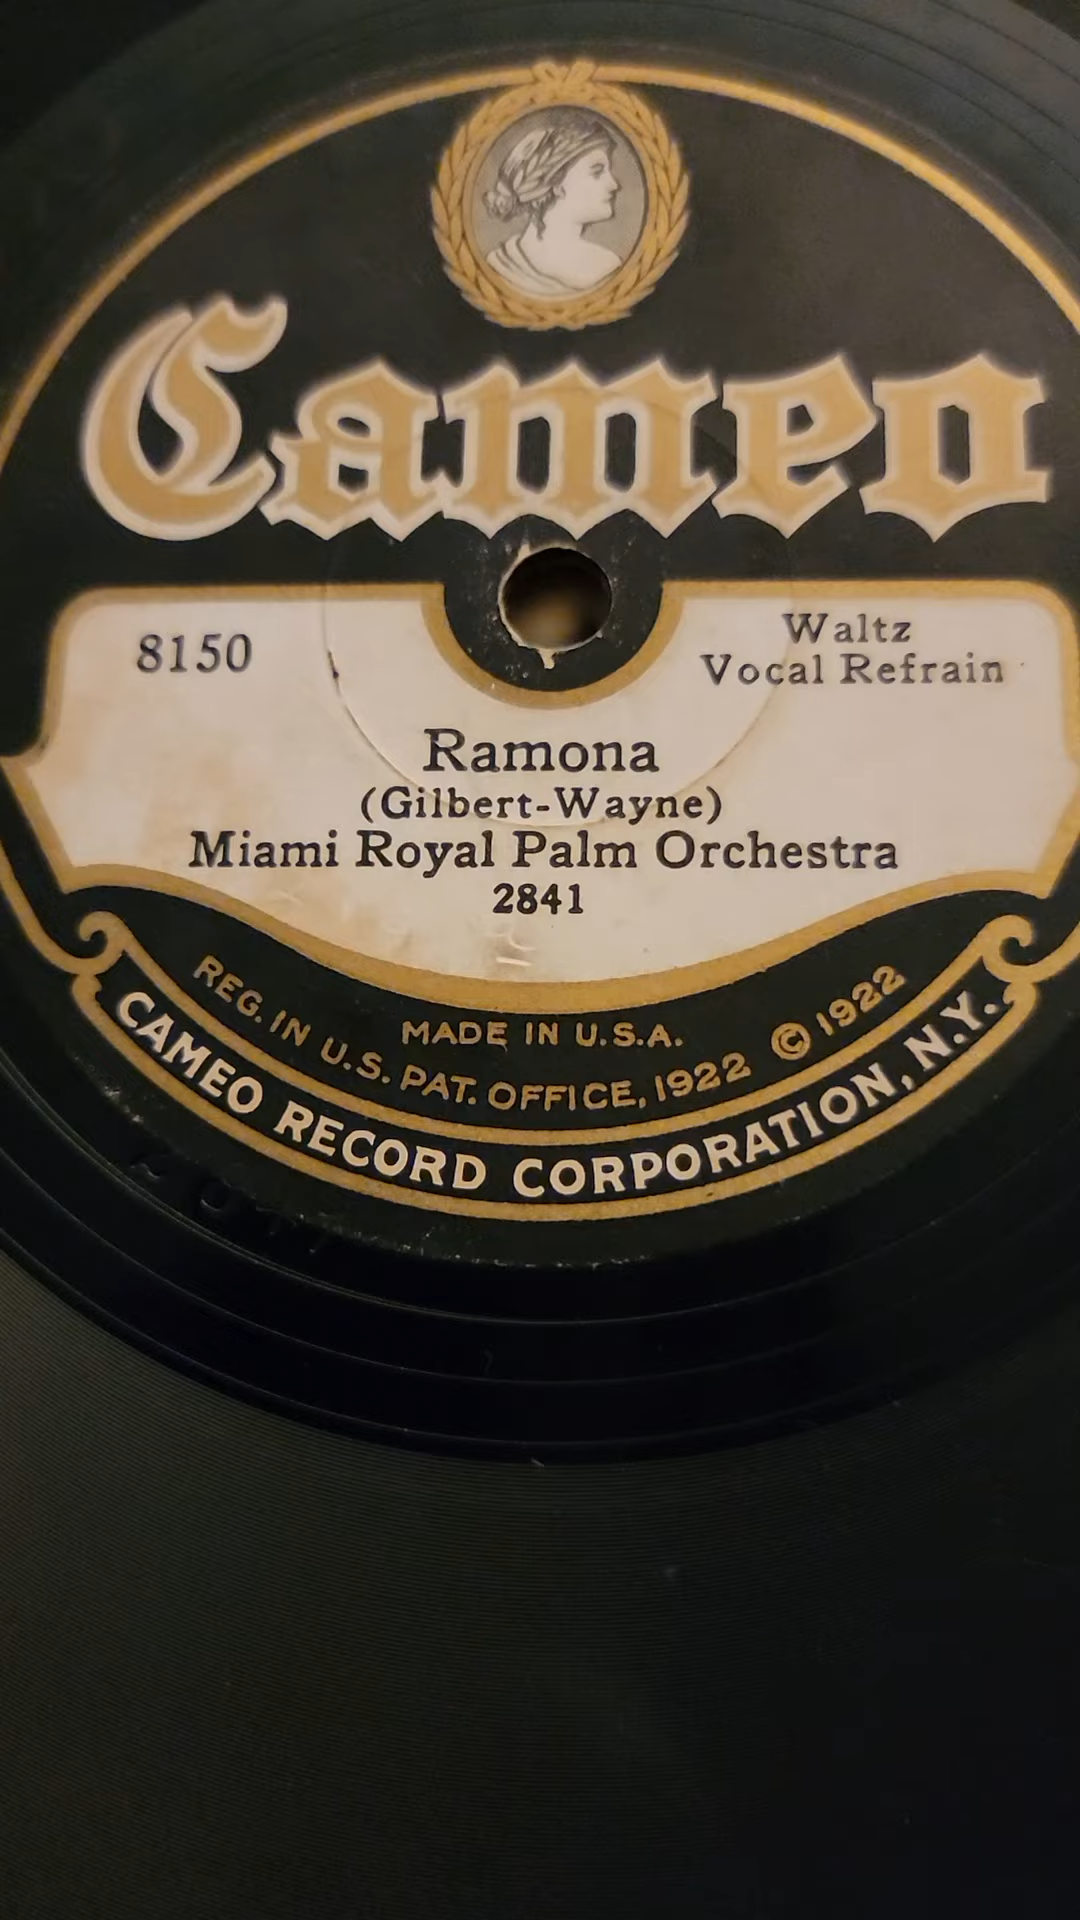 Cameo
8150
Waltz
Vocal Refrain
Ramona
(Gilbert-Wayne)
Miami Royal Palm Orchestra
2841
MADE IN U.S.A.
REG. IN U.S. PAT. OFFICE, 1922 © 1922
CAMEO RECORD CORPORATION, N.Y.